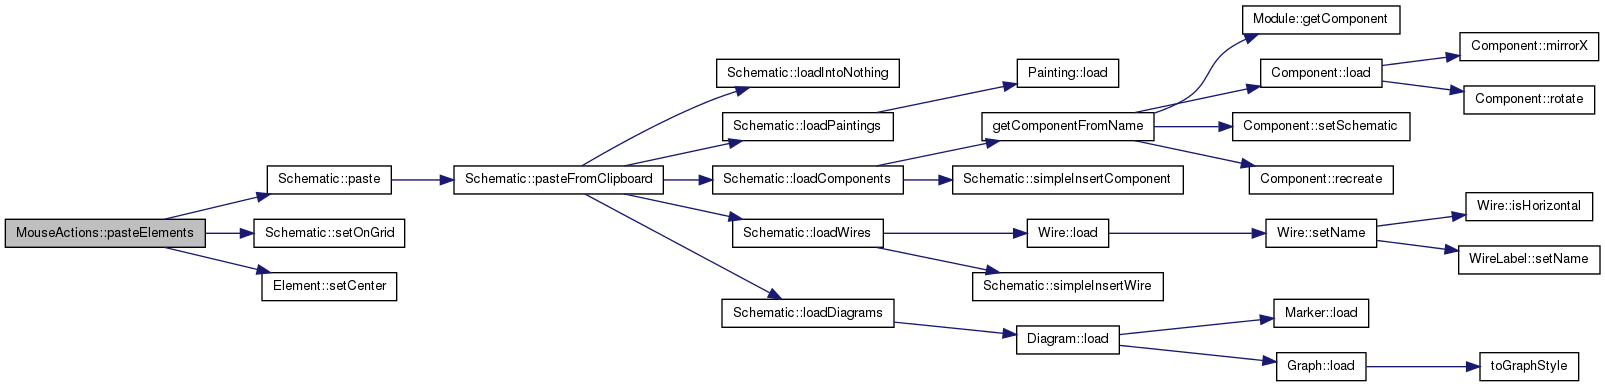 MouseActions::pasteElements
Schematic::paste
Schematic::setOnGrid
Element::setCenter
Schematic::pasteFromClipboard
Schematic::loadIntoNothing
Schematic::loadPaintings
Schematic::loadComponents
Schematic::loadWires
Schematic::loadDiagrams
Painting::load
getComponentFromName
Schematic::simpleInsertComponent
Wire::load
Schematic::simpleInsertWire
Diagram::load
Module::getComponent
Component::load
Component::setSchematic
Component::recreate
Wire::setName
Marker::load
Graph::load
Component::mirrorX
Component::rotate
Wire::isHorizontal
WireLabel::setName
toGraphStyle